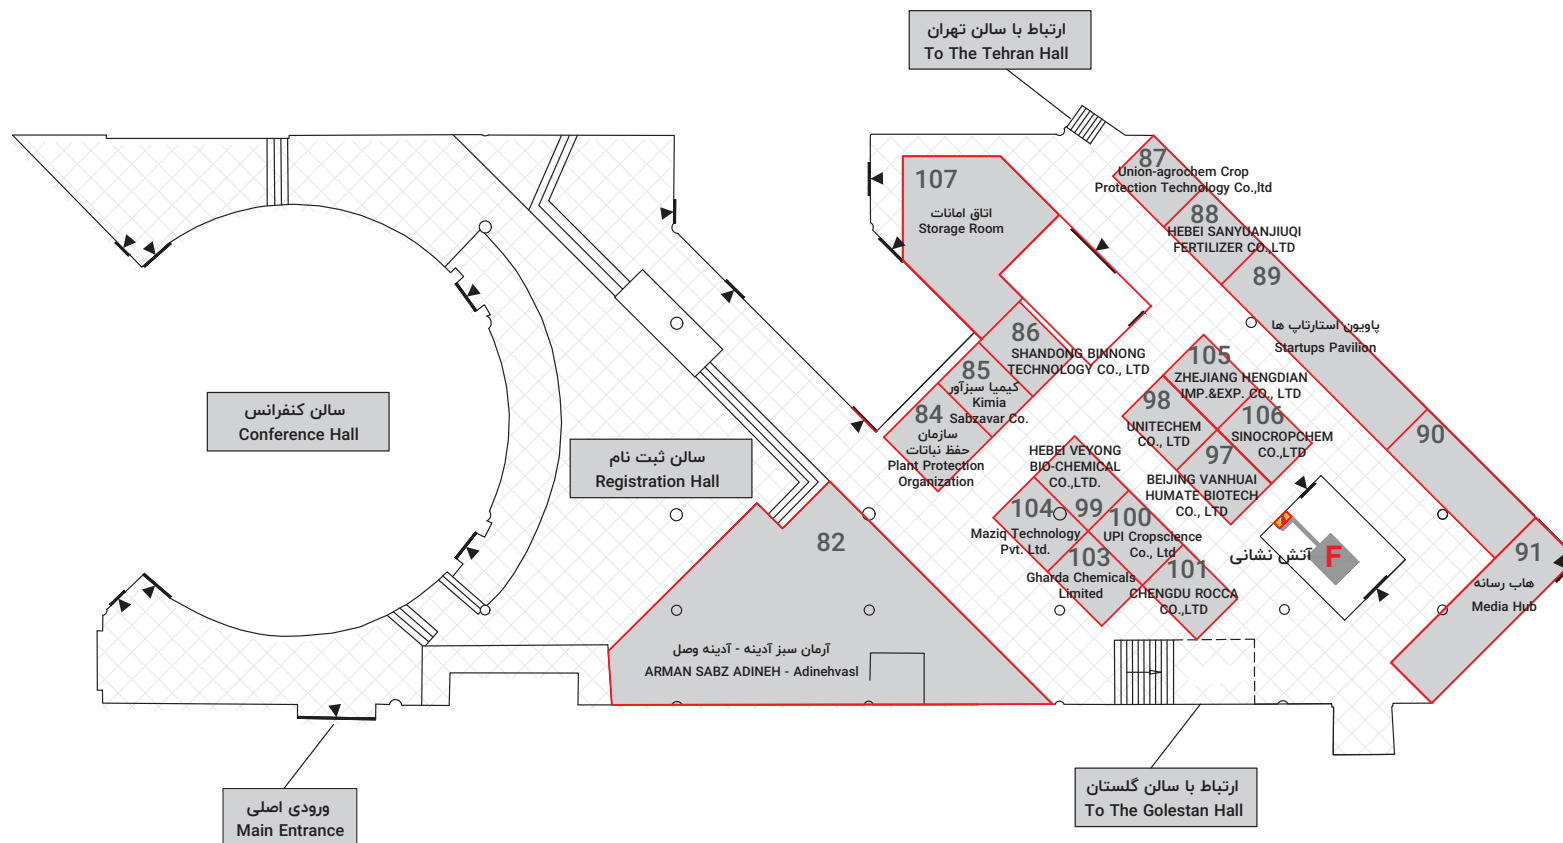 ارتباط با سالن تهران
To The Tehran Hall
87
Union-agrochem Crop
Protection Technology Co.,ltd
88
HEBEI SANYUANJIUQI
FERTILIZER CO.,LTD
89
پاویون استارتاپ ها
Startups Pavilion
90
91
هاب رسانه
Media Hub
107
اتاق امانات
Storage Room
86
SHANDONG BINNONG
TECHNOLOGY CO., LTD
85
کیمیا سبزآور
Kimia
Sabzavar Co.
84
سازمان
حفظ نباتات
Plant Protection
Organization
105
ZHEJIANG HENGDIAN
IMP.&EXP. CO., LTD
98
UNITECHEM
CO., LTD
106
SINOCROPCHEM
CO.,LTD
97
BEIJING VANHUAI
HUMATE BIOTECH
CO., LTD
HEBEI VEYONG
BIO-CHEMICAL
CO.,LTD.
99
104
Maziq Technology
Pvt. Ltd.
100
UPI Cropscience
Co., Ltd
103
Gharda Chemicals
Limited
101
CHENGDU ROCCA
CO.,LTD
آتش نشانی
F
سالن کنفرانس
Conference Hall
سالن ثبت نام
Registration Hall
82
آرمان سبز آدینه - آدینه وصل
ARMAN SABZ ADINEH - Adinehvasl
ورودی اصلی
Main Entrance
ارتباط با سالن گلستان
To The Golestan Hall